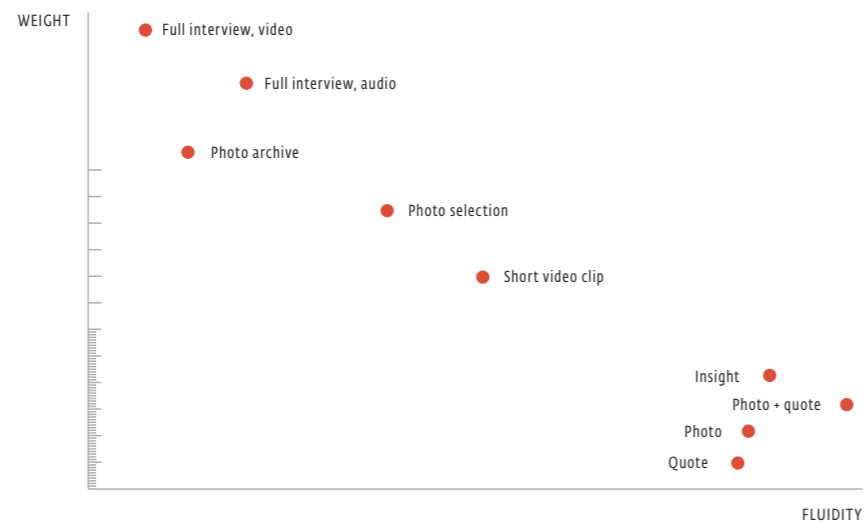 WEIGHT
Full interview, video
Full interview, audio
Photo archive
Photo selection
Short video clip
Insight
Photo + quote
Photo
Quote
FLUIDITY